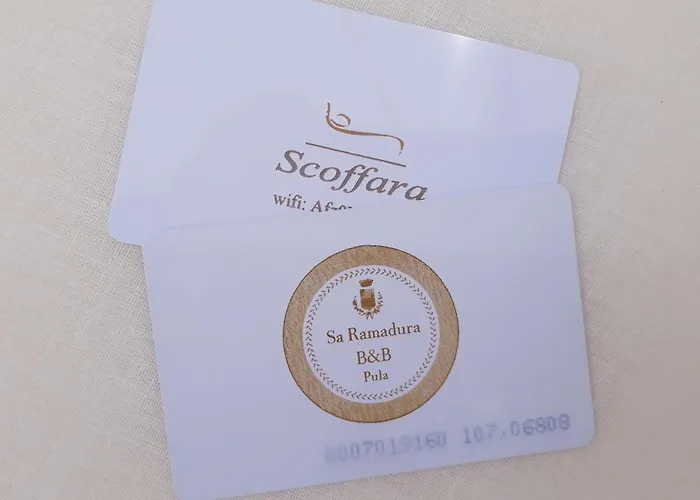 Scoffara
wifi:
Sa Ramadura
B&B
Pula
0007019160 107.06808